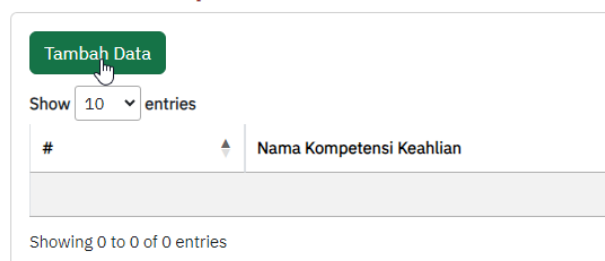 Tambah Data
Show 10 entries
# Nama Kompetensi Keahlian
Showing 0 to 0 of 0 entries